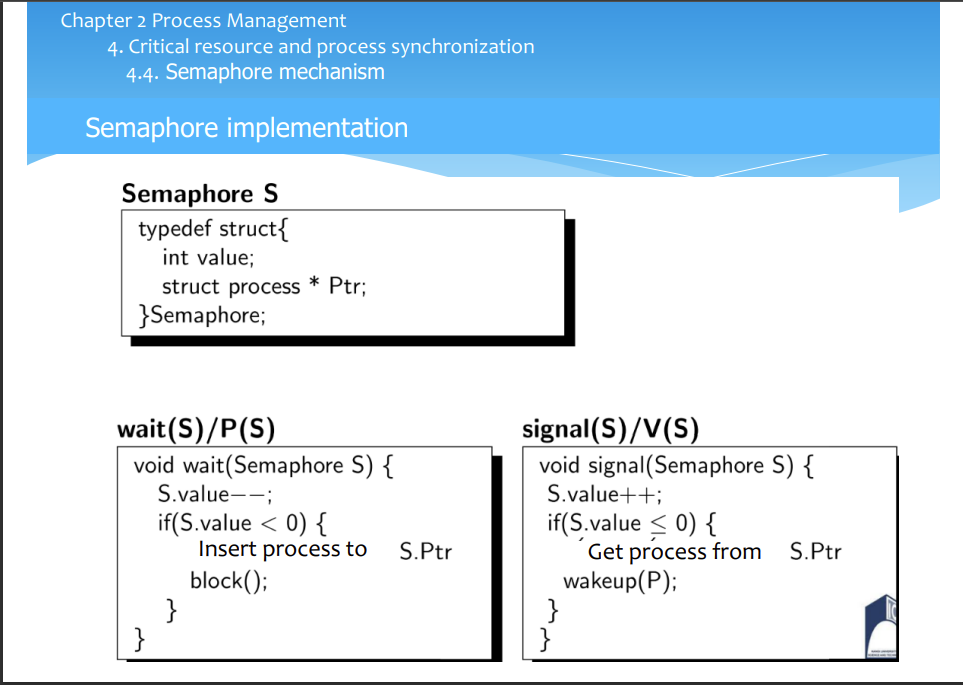 Chapter 2 Process Management
4. Critical resource and process synchronization
4.4. Semaphore mechanism
Semaphore implementation
Semaphore S
typedef struct{
int value;
struct process * Ptr;
}Semaphore;
wait(S)/P(S)
void wait(Semaphore S) {
S.value−−;
if(S.value < 0) {
Insert process to S.Ptr
block();
}
}
signal(S)/V(S)
void signal(Semaphore S) {
S.value++;
if(S.value ≤ 0) {
Get process from S.Ptr
wakeup(P);
}
}